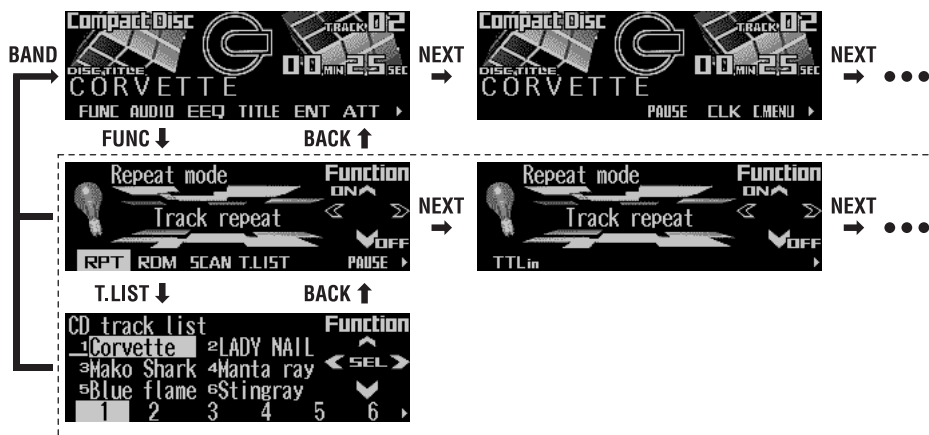 Compact Disc TRACK 02
00 MIN 25 SEC
DISC TITLE
CORVETTE
FUNC AUDIO EEQ TITLE ENT ATT
BAND
NEXT
Compact Disc TRACK 02
00 MIN 25 SEC
DISC TITLE
CORVETTE
PAUSE CLK C.MENU
NEXT
FUNC
BACK
Repeat mode
Function
ON
Track repeat
OFF
RPT RDM SCAN T.LIST PAUSE
NEXT
Repeat mode
Function
ON
Track repeat
OFF
TTLin
NEXT
T.LIST
BACK
CD track list
Function
1Corvette 2LADY NAIL
3Mako Shark 4Manta ray
SEL
5Blue flame 6Stingray
1 2 3 4 5 6